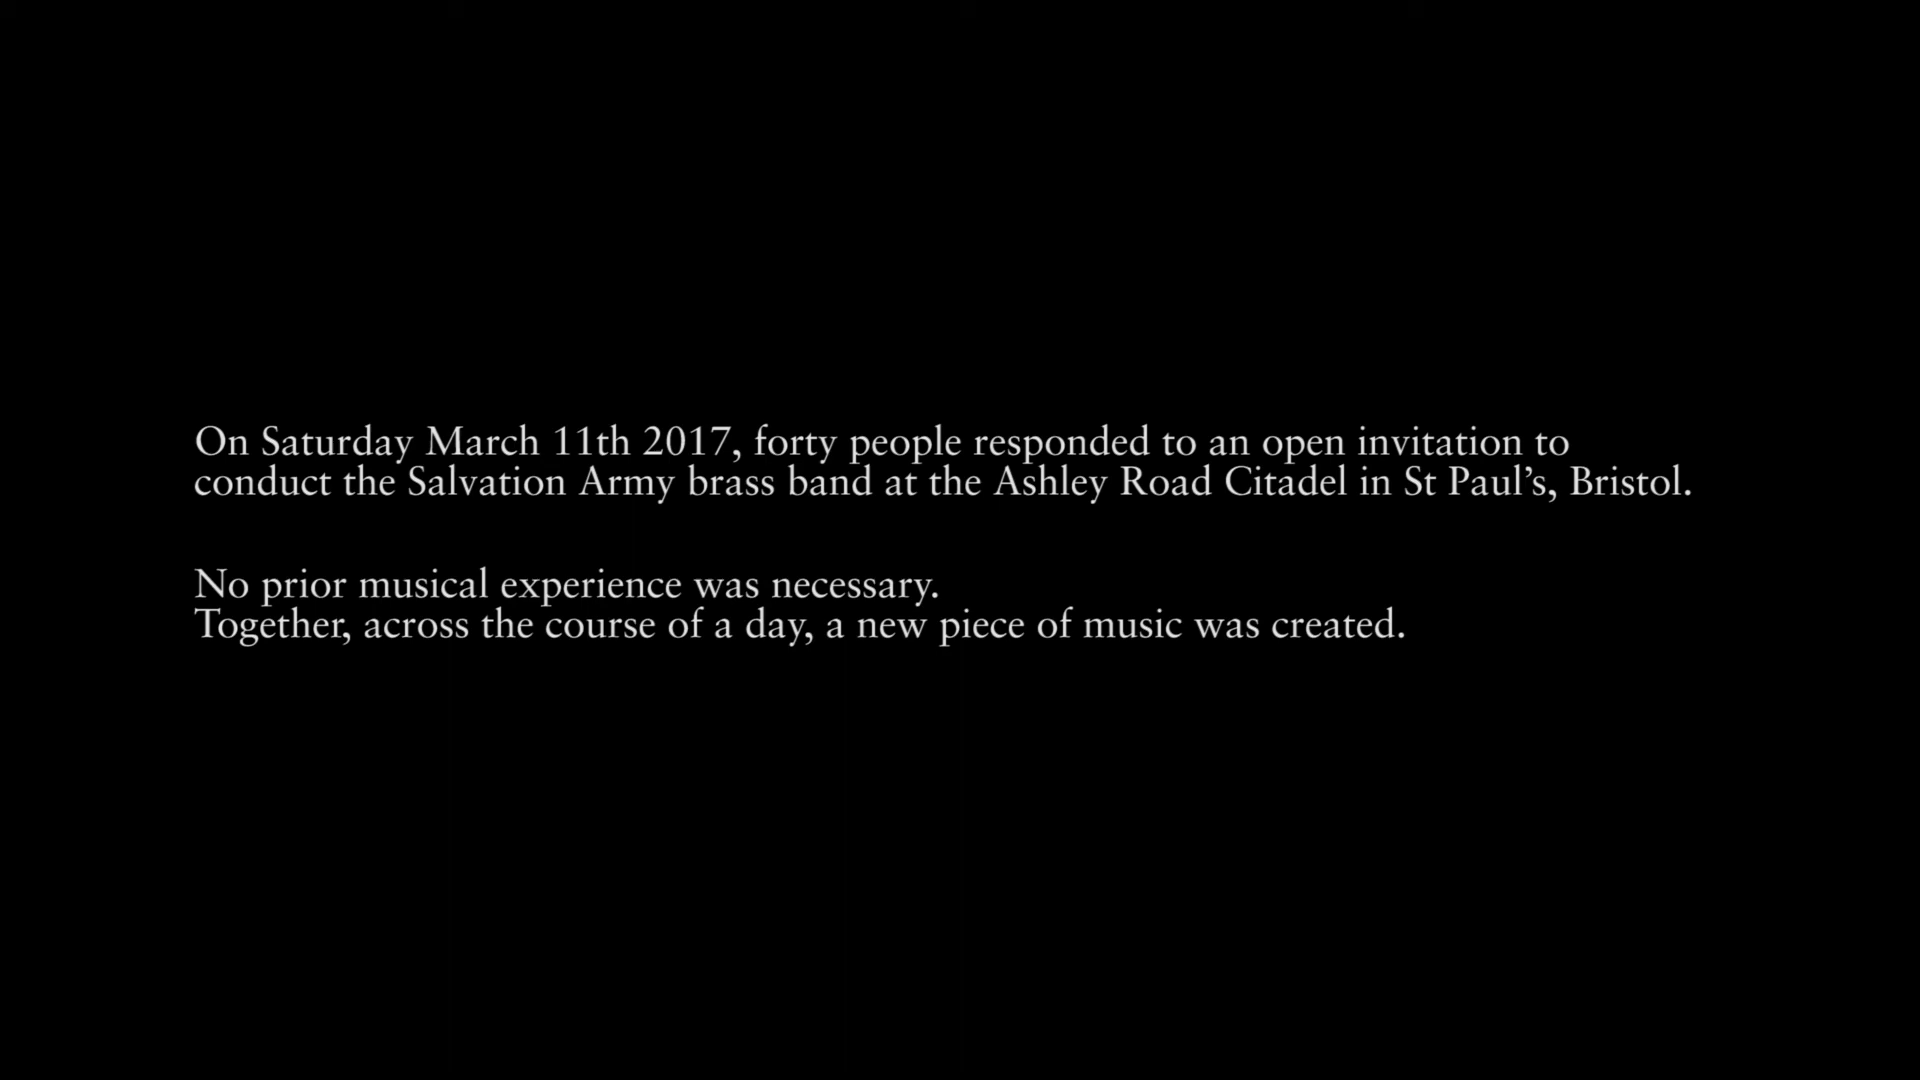 On Saturday March 11th 2017, forty people responded to an open invitation to
conduct the Salvation Army brass band at the Ashley Road Citadel in St Paul’s, Bristol.
No prior musical experience was necessary.
Together, across the course of a day, a new piece of music was created.